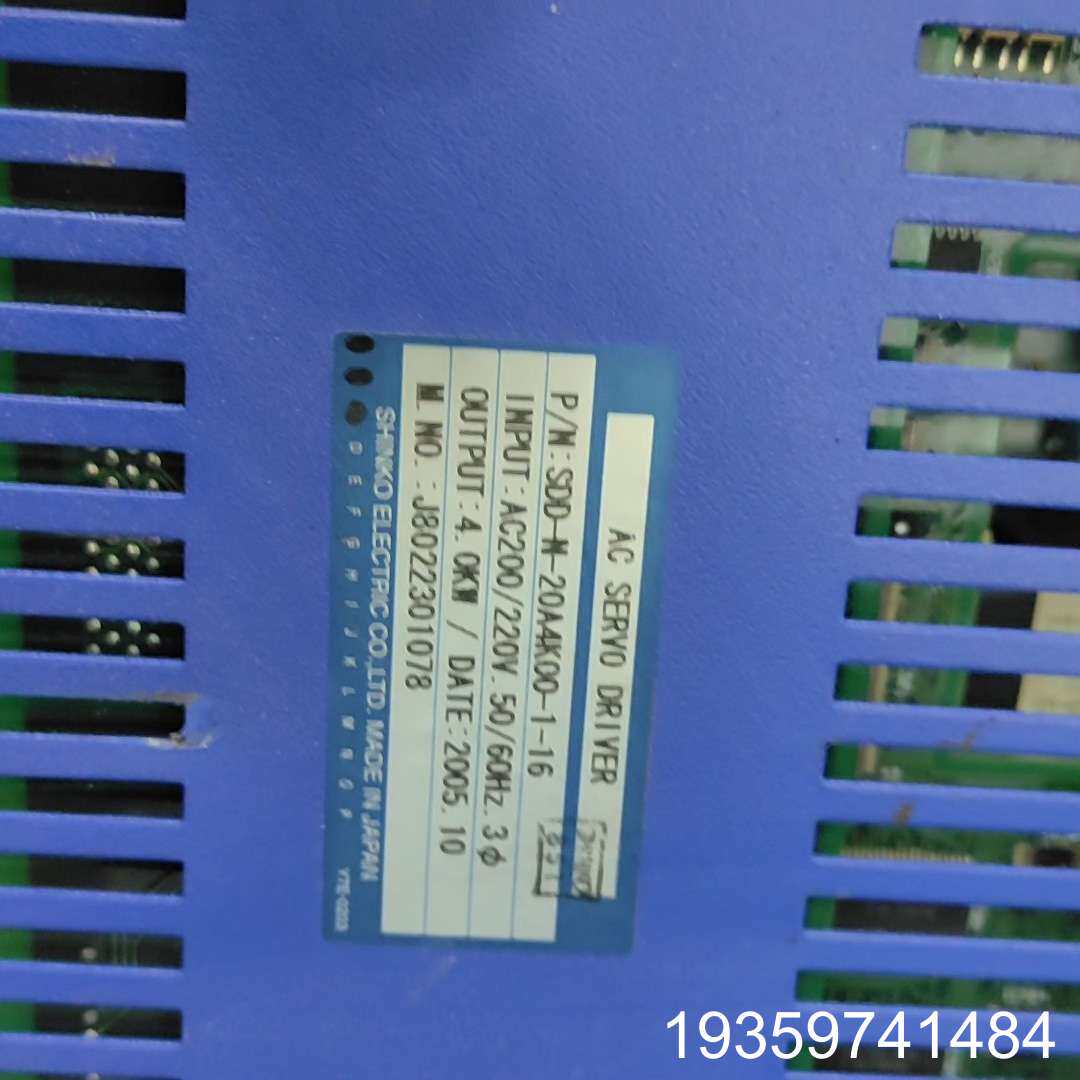 AC SERVO DRIVER
P/N:SDD-N-20A4K00-1-16
INPUT:AC200/220V.50/60Hz.3φ
OUTPUT:4.0KW / DATE:2005.10
M.NO.:J8022301078
SHINKO ELECTRIC CO.,LTD. MADE IN JAPAN
D E F G H I J K L M N O P
19359741484